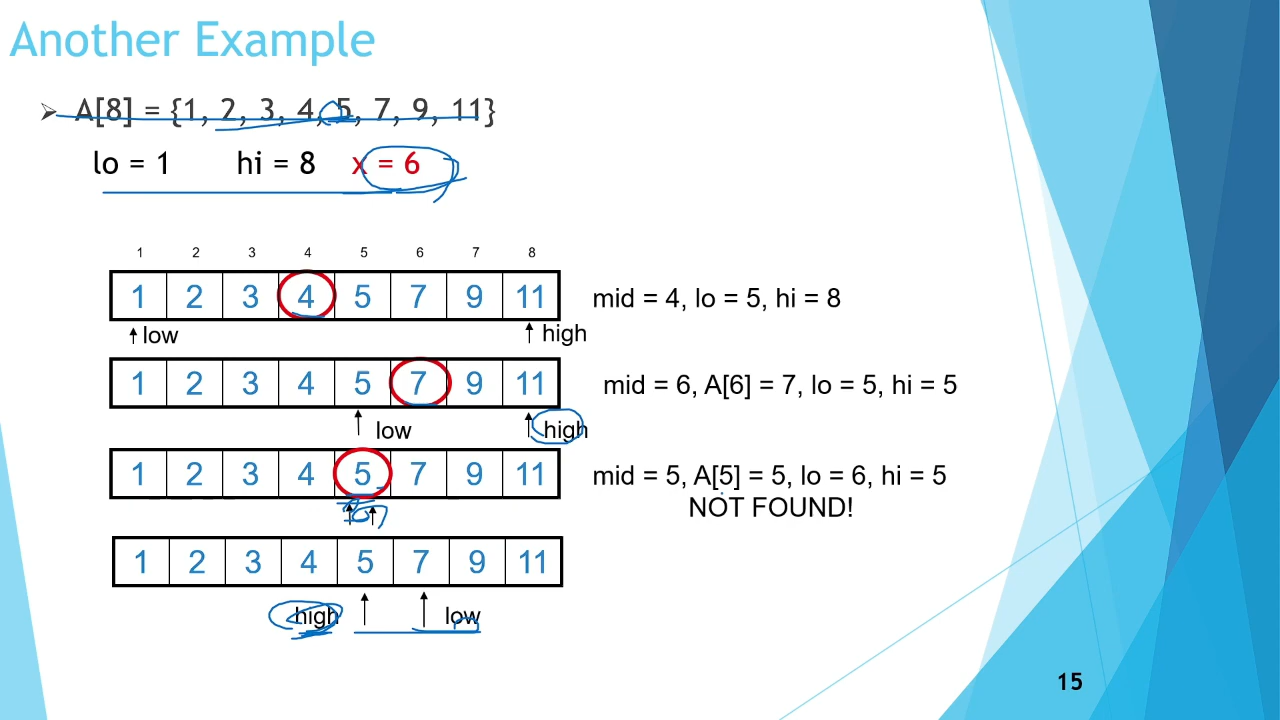 Another Example
➢ A[8] = {1, 2, 3, 4, 5, 7, 9, 11}
lo = 1 hi = 8 x = 6
1 2 3 4 5 6 7 8
1 2 3 4 5 7 9 11 mid = 4, lo = 5, hi = 8
low high
1 2 3 4 5 7 9 11 mid = 6, A[6] = 7, lo = 5, hi = 5
low high
1 2 3 4 5 7 9 11 mid = 5, A[5] = 5, lo = 6, hi = 5
NOT FOUND!
1 2 3 4 5 7 9 11
high low
15